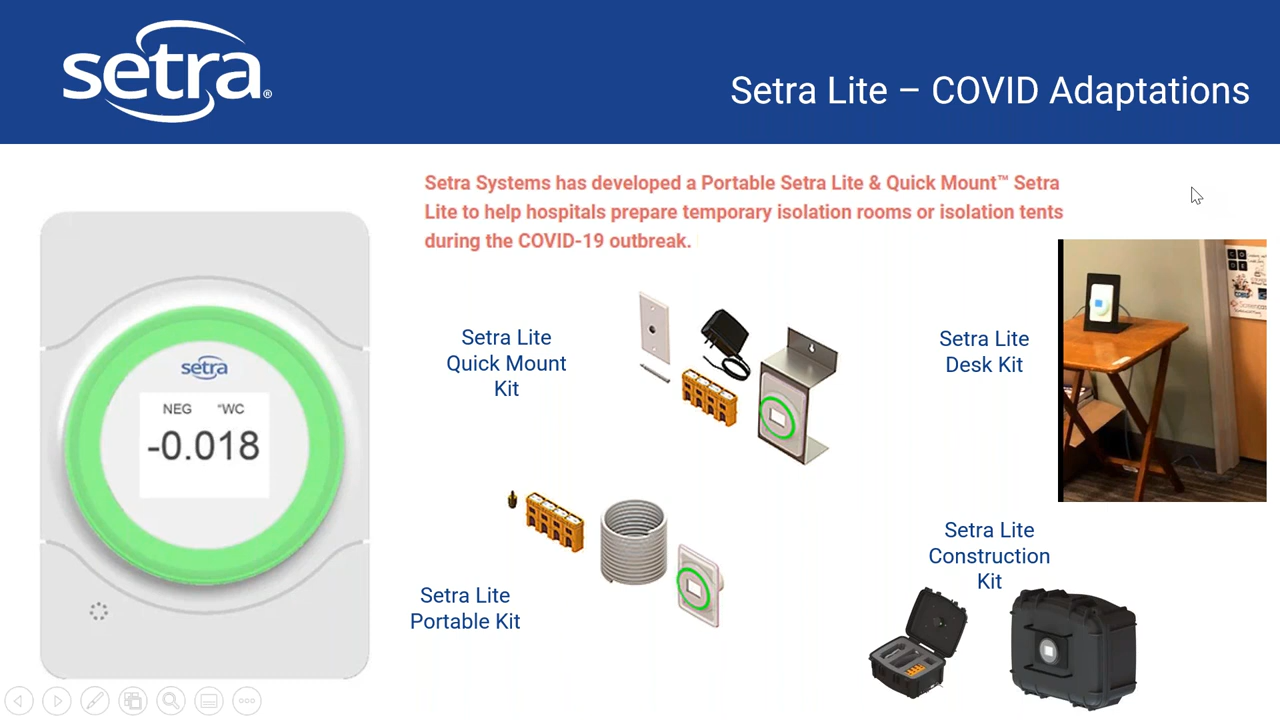 setra®
Setra Lite – COVID Adaptations
Setra Systems has developed a Portable Setra Lite & Quick Mount™ Setra
Lite to help hospitals prepare temporary isolation rooms or isolation tents
during the COVID-19 outbreak.
setra
NEG "WC
-0.018
Setra Lite
Quick Mount
Kit
Setra Lite
Desk Kit
Setra Lite
Portable Kit
Setra Lite
Construction
Kit